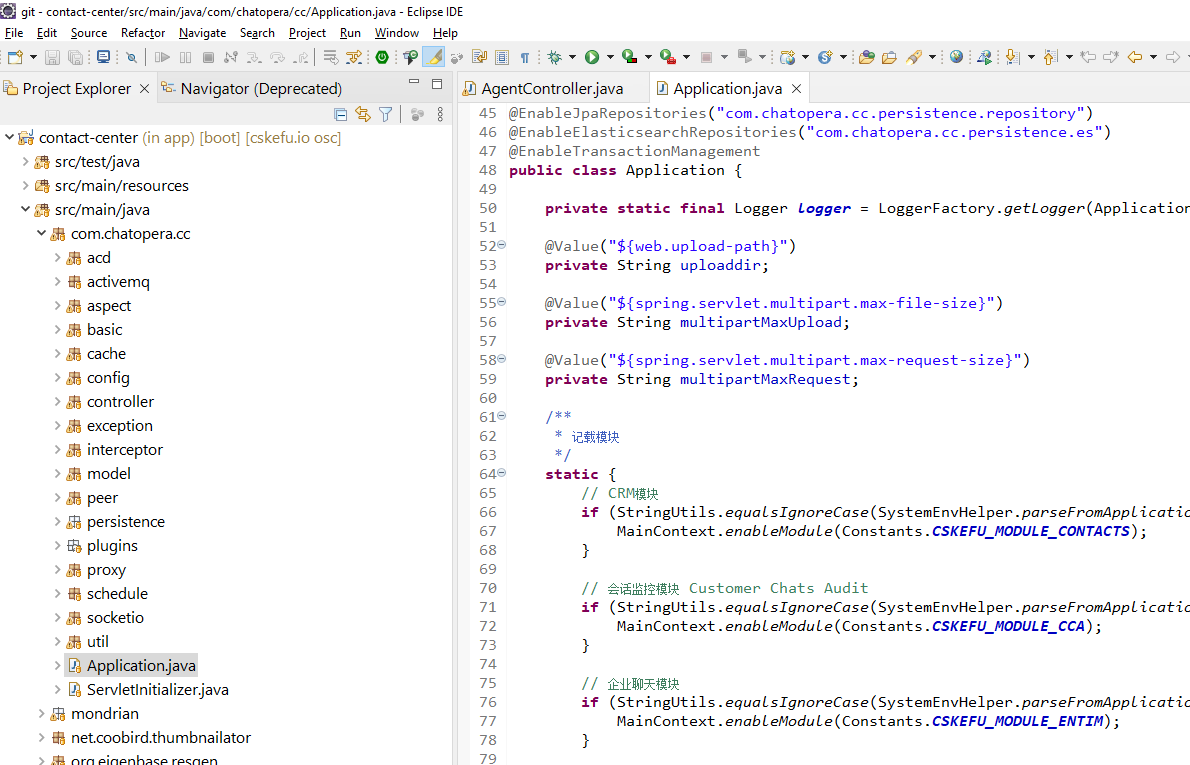 git - contact-center/src/main/java/com/chatopera/cc/Application.java - Eclipse IDE
File Edit Source Refactor Navigate Search Project Run Window Help
Project Explorer
Navigator (Deprecated)
contact-center (in app) [boot] [cskefu.io osc]
src/test/java
src/main/resources
src/main/java
com.chatopera.cc
acd
activemq
aspect
basic
cache
config
controller
exception
interceptor
model
peer
persistence
plugins
proxy
schedule
socketio
util
Application.java
ServletInitializer.java
mondrian
net.coobird.thumbnailator
org.eigenbase.resgen
AgentController.java
Application.java
45 @EnableJpaRepositories("com.chatopera.cc.persistence.repository")
46 @EnableElasticsearchRepositories("com.chatopera.cc.persistence.es")
47 @EnableTransactionManagement
48 public class Application {
49
50 private static final Logger logger = LoggerFactory.getLogger(Application
51
52 @Value("${web.upload-path}")
53 private String uploaddir;
54
55 @Value("${spring.servlet.multipart.max-file-size}")
56 private String multipartMaxUpload;
57
58 @Value("${spring.servlet.multipart.max-request-size}")
59 private String multipartMaxRequest;
60
61 /**
62 * 记载模块
63 */
64 static {
65 // CRM模块
66 if (StringUtils.equalsIgnoreCase(SystemEnvHelper.parseFromApplicatio
67 MainContext.enableModule(Constants.CSKEFU_MODULE_CONTACTS);
68 }
69
70 // 会话监控模块 Customer Chats Audit
71 if (StringUtils.equalsIgnoreCase(SystemEnvHelper.parseFromApplicatio
72 MainContext.enableModule(Constants.CSKEFU_MODULE_CCA);
73 }
74
75 // 企业聊天模块
76 if (StringUtils.equalsIgnoreCase(SystemEnvHelper.parseFromApplicatio
77 MainContext.enableModule(Constants.CSKEFU_MODULE_ENTIM);
78 }
79